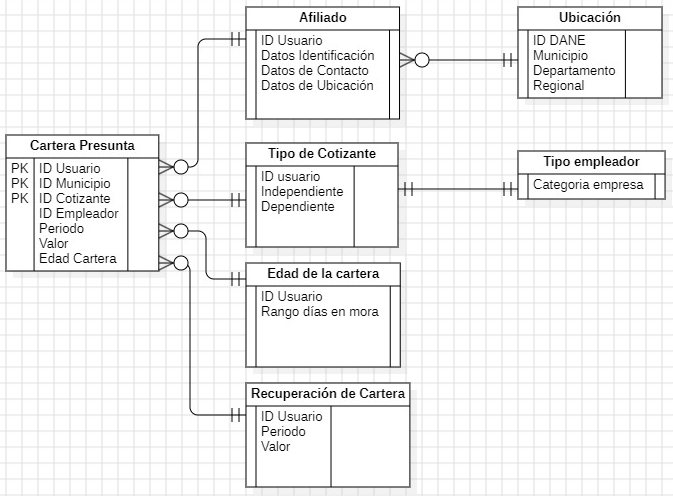 Afiliado
ID Usuario
Datos Identificación
Datos de Contacto
Datos de Ubicación
Ubicación
ID DANE
Municipio
Departamento
Regional
Cartera Presunta
PK ID Usuario
PK ID Municipio
PK ID Cotizante
ID Empleador
Periodo
Valor
Edad Cartera
Tipo de Cotizante
ID usuario
Independiente
Dependiente
Tipo empleador
Categoria empresa
Edad de la cartera
ID Usuario
Rango días en mora
Recuperación de Cartera
ID Usuario
Periodo
Valor